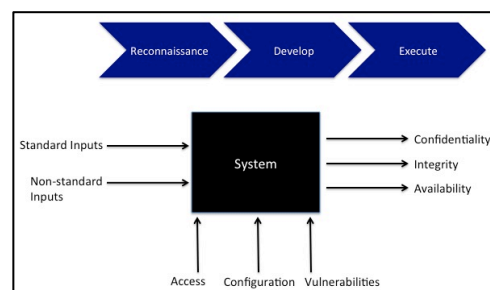 Reconnaissance Develop Execute
Standard Inputs
Non-standard
Inputs
System
Confidentiality
Integrity
Availability
Access Configuration Vulnerabilities